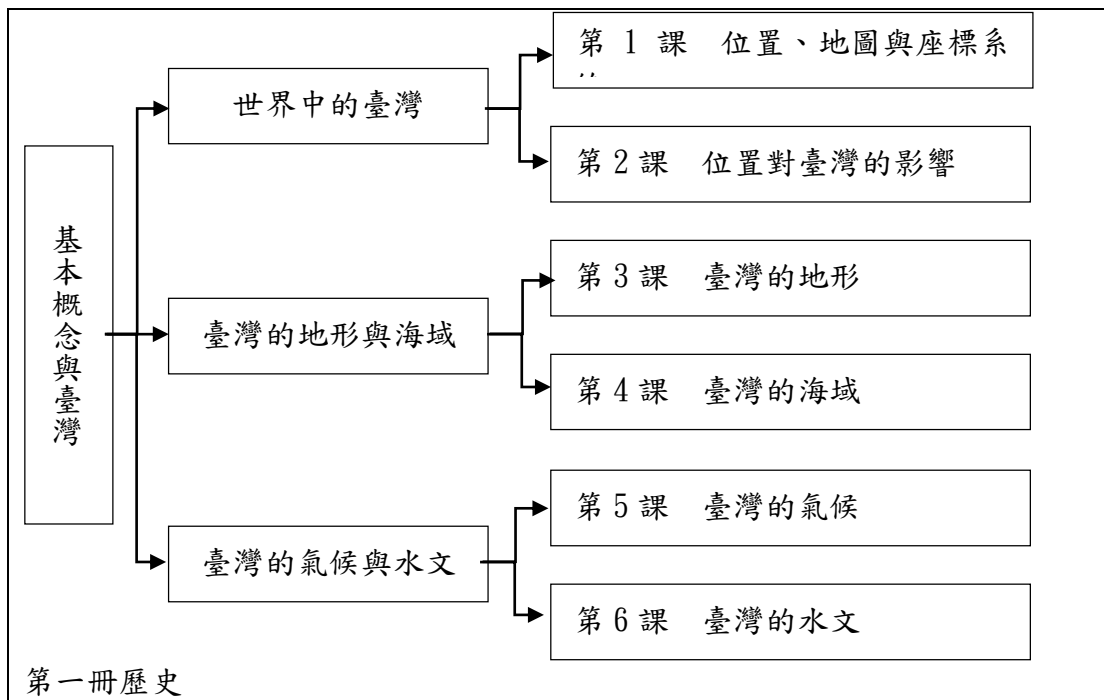 基本概念與臺灣
世界中的臺灣
第 1 課 位置、地圖與座標系
第 2 課 位置對臺灣的影響
臺灣的地形與海域
第 3 課 臺灣的地形
第 4 課 臺灣的海域
臺灣的氣候與水文
第 5 課 臺灣的氣候
第 6 課 臺灣的水文
第一冊歷史